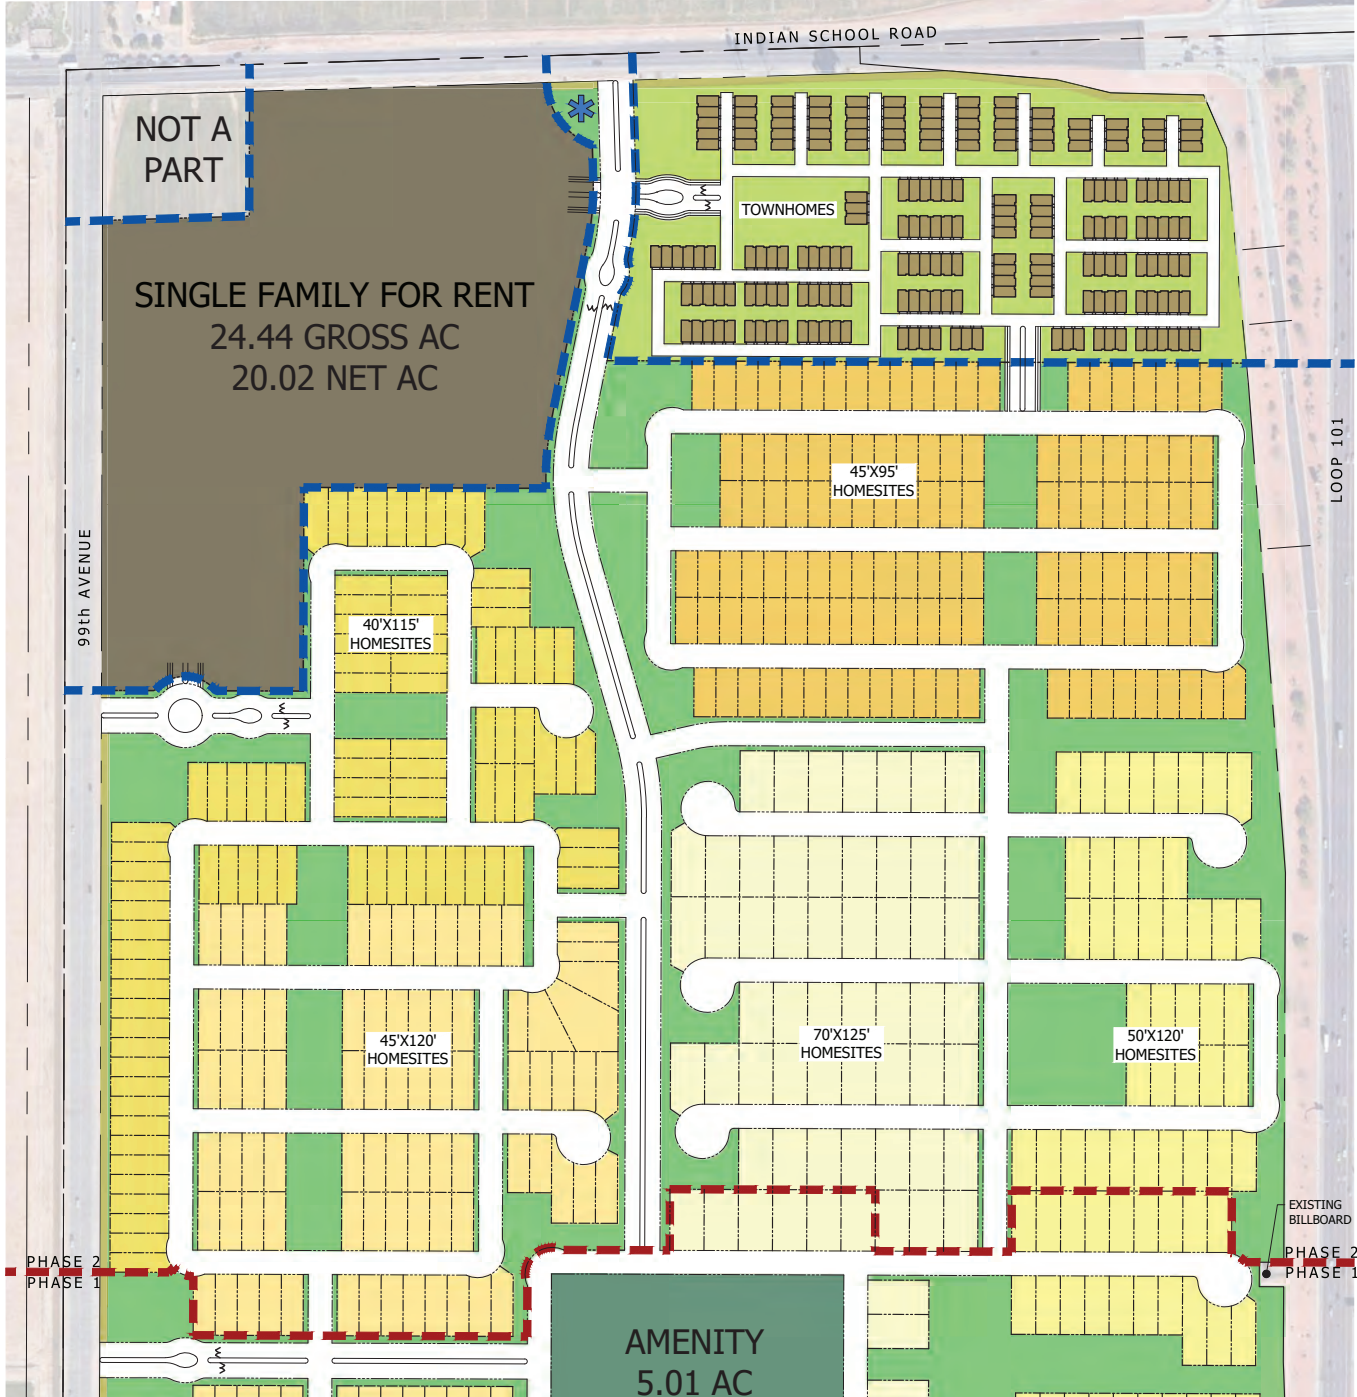 INDIAN SCHOOL ROAD
NOT A
PART
TOWNHOMES
SINGLE FAMILY FOR RENT
24.44 GROSS AC
20.02 NET AC
LOOP 101
45'X95'
HOMESITES
99th AVENUE
40'X115'
HOMESITES
45'X120'
HOMESITES
70'X125'
HOMESITES
50'X120'
HOMESITES
EXISTING
BILLBOARD
PHASE 2
PHASE 1
PHASE 2
PHASE 1
AMENITY
5.01 AC